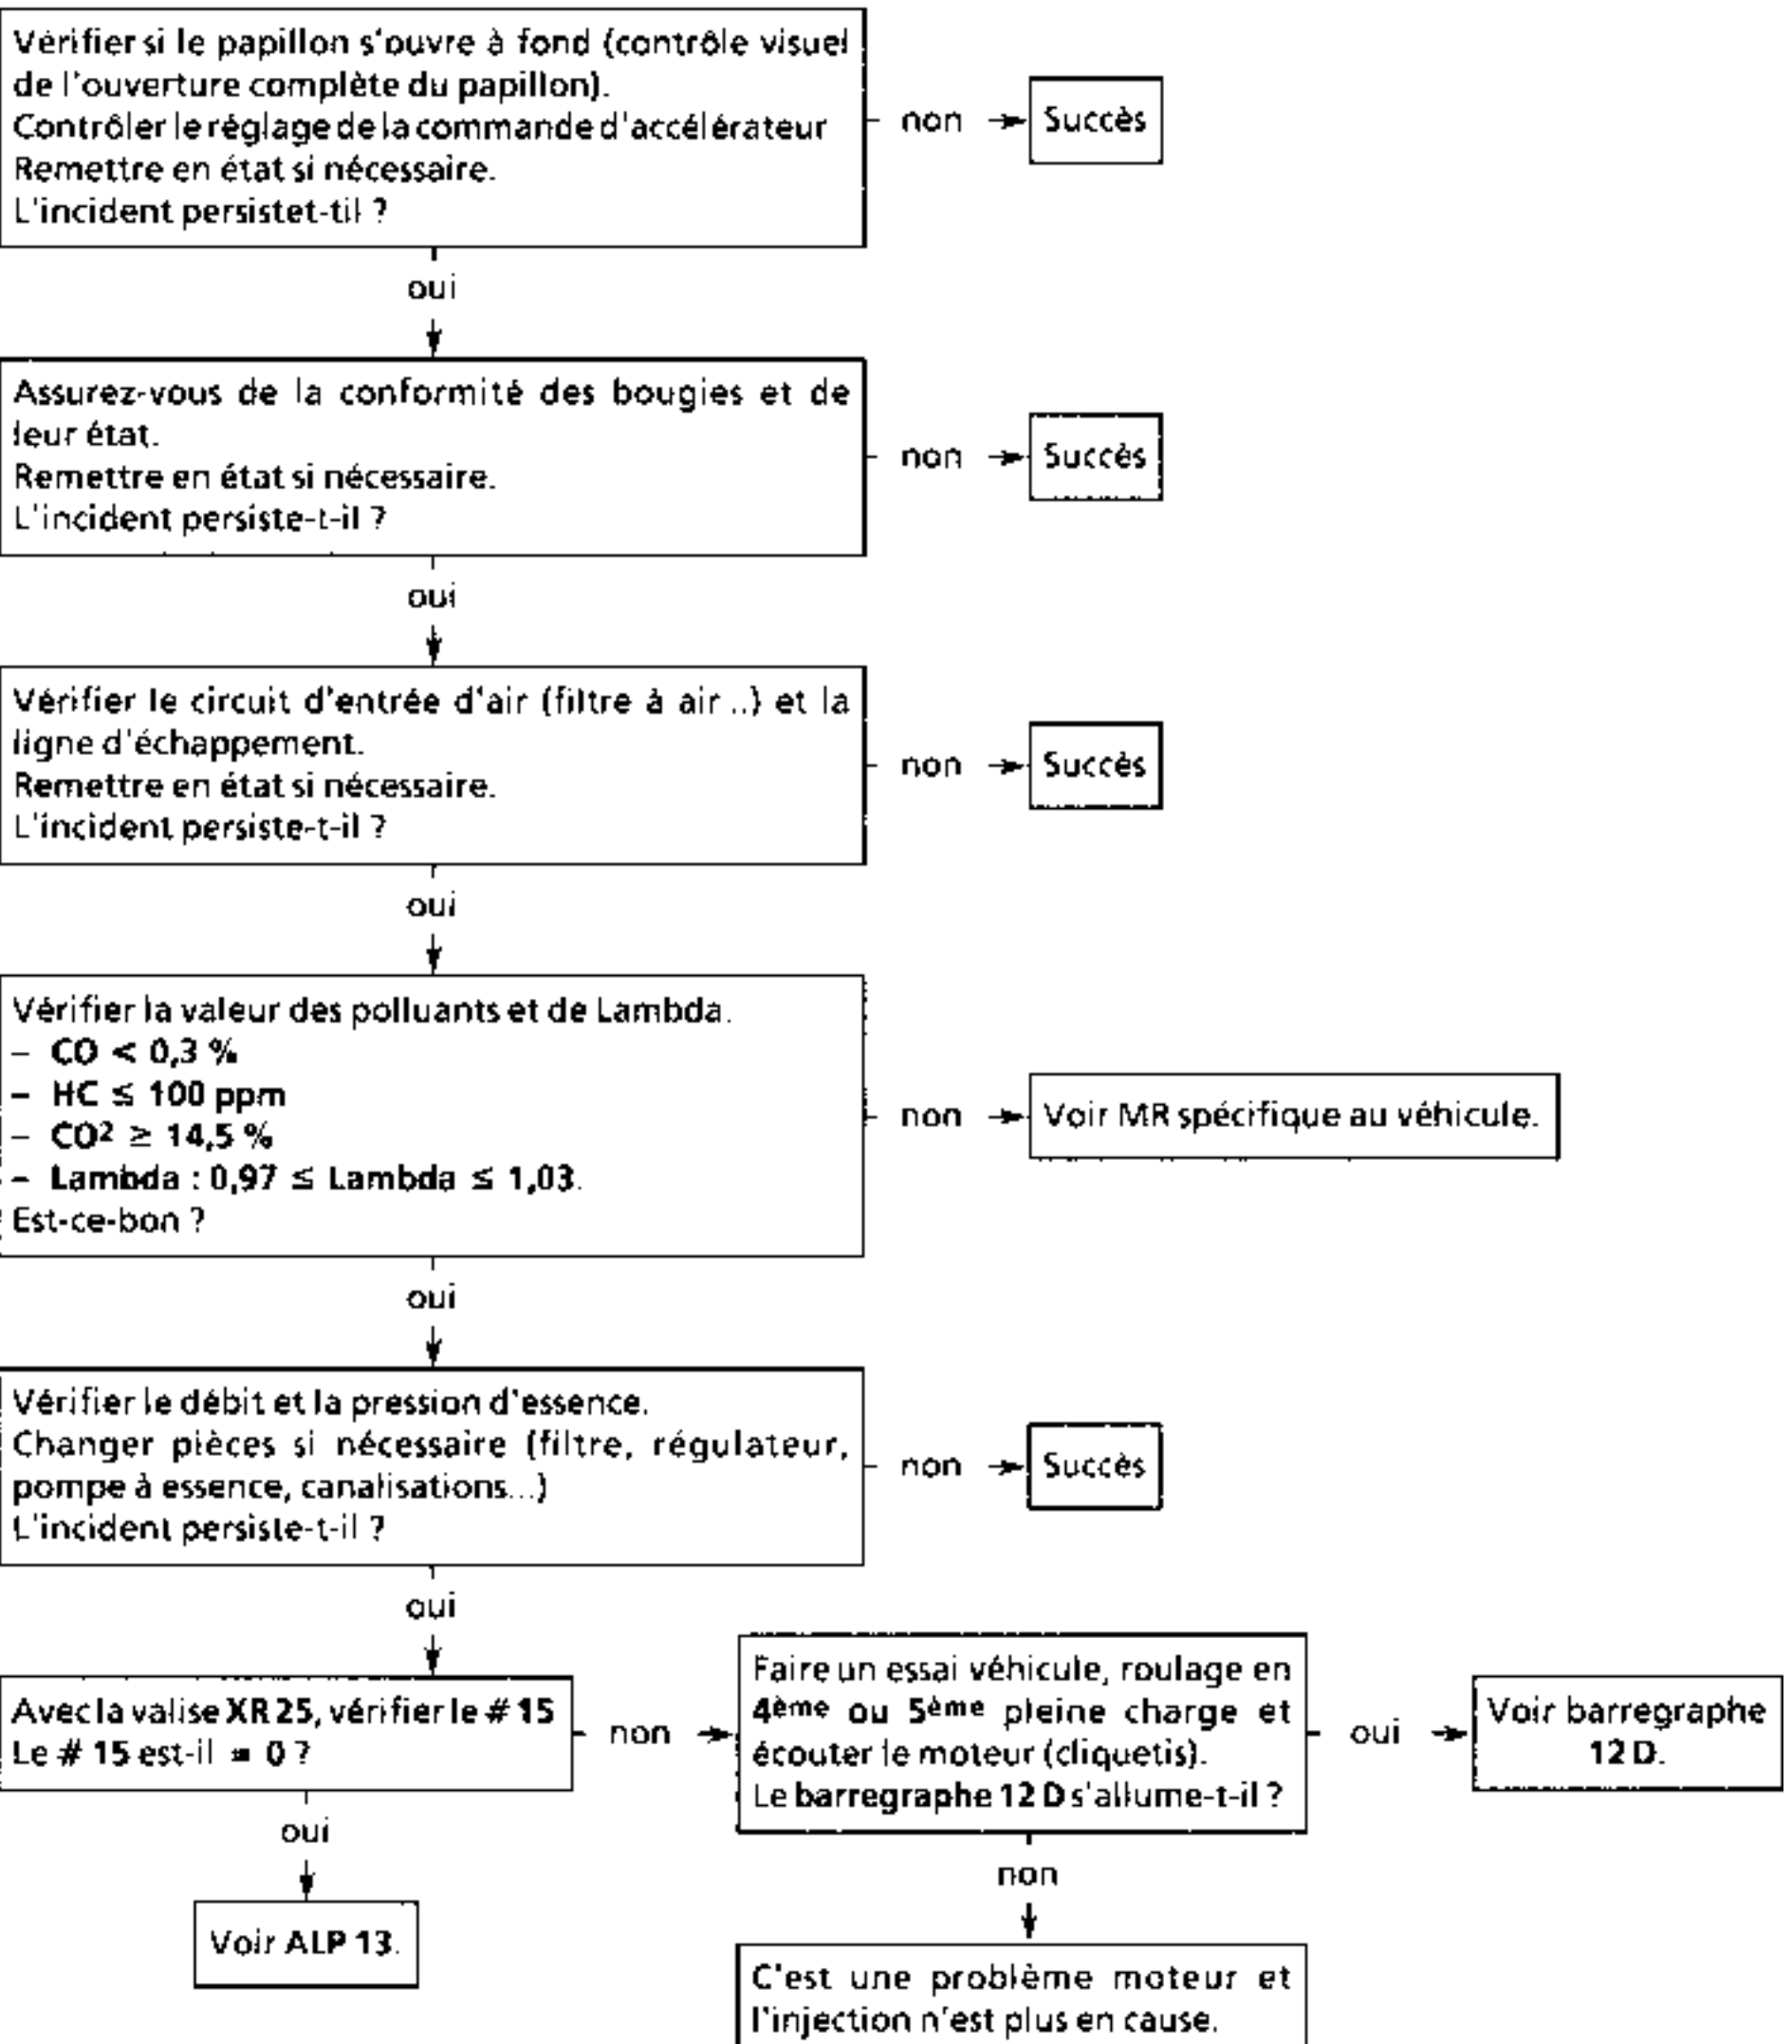 Vérifier si le papillon s'ouvre à fond (contrôle visuel
de l'ouverture complète du papillon).
Contrôler le réglage de la commande d'accélérateur
Remettre en état si nécessaire.
L'incident persistet-til ?
non
Succès
oui
Assurez-vous de la conformité des bougies et de
leur état.
Remettre en état si nécessaire.
L'incident persiste-t-il ?
non
Succès
oui
Vérifier le circuit d'entrée d'air (filtre à air ..) et la
ligne d'échappement.
Remettre en état si nécessaire.
L'incident persiste-t-il ?
non
Succès
oui
Vérifier la valeur des polluants et de Lambda.
– CO < 0,3 %
– HC ≤ 100 ppm
– CO² ≥ 14,5 %
– Lambda : 0,97 ≤ Lambda ≤ 1,03.
Est-ce-bon ?
non
Voir MR spécifique au véhicule.
oui
Vérifier le débit et la pression d'essence.
Changer pièces si nécessaire (filtre, régulateur,
pompe à essence, canalisations...)
L'incident persiste-t-il ?
non
Succès
oui
Avec la valise XR 25, vérifier le # 15
Le # 15 est-il = 0 ?
non
Faire un essai véhicule, roulage en
4ème ou 5ème pleine charge et
écouter le moteur (cliquetis).
Le barregraphe 12 D s'allume-t-il ?
oui
Voir barregraphe
12 D.
oui
Voir ALP 13.
non
C'est une problème moteur et
l'injection n'est plus en cause.